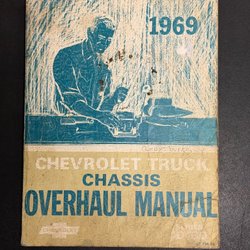 1969
CHEVROLET TRUCK
CHASSIS
OVERHAUL MANUAL